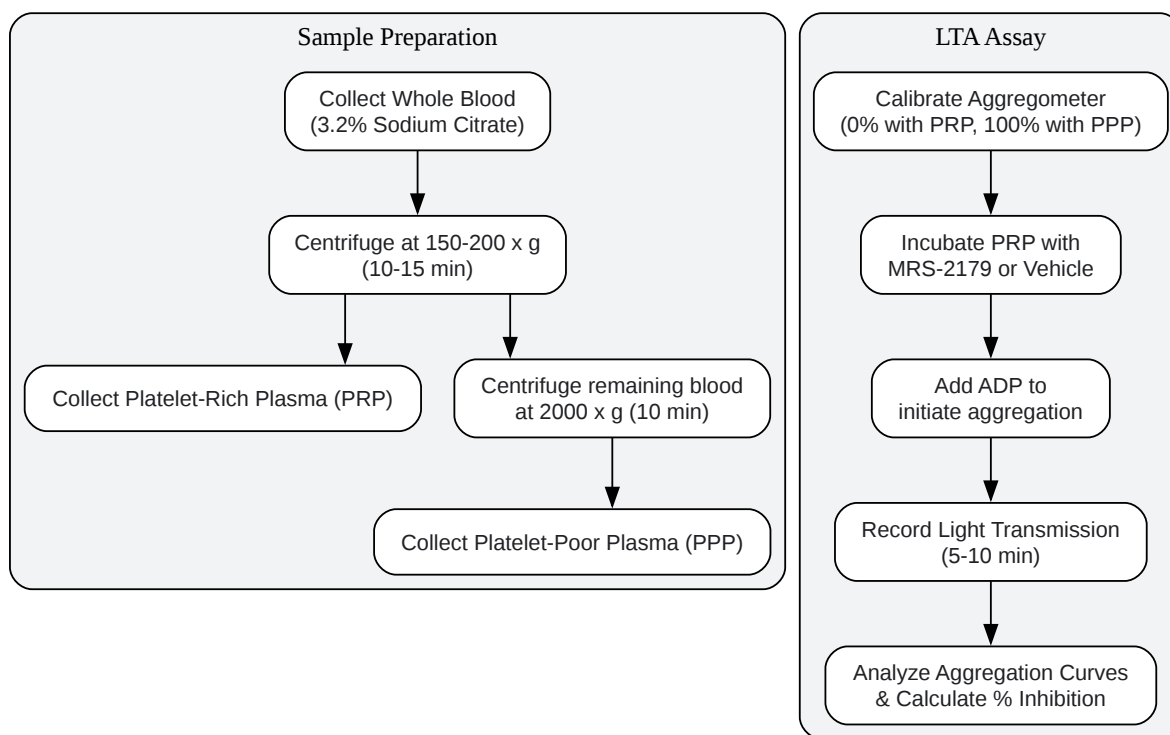 Sample Preparation
Collect Whole Blood
(3.2% Sodium Citrate)
Centrifuge at 150-200 x g
(10-15 min)
Collect Platelet-Rich Plasma (PRP)
Centrifuge remaining blood
at 2000 x g (10 min)
Collect Platelet-Poor Plasma (PPP)
LTA Assay
Calibrate Aggregometer
(0% with PRP, 100% with PPP)
Incubate PRP with
MRS-2179 or Vehicle
Add ADP to
initiate aggregation
Record Light Transmission
(5-10 min)
Analyze Aggregation Curves
& Calculate % Inhibition